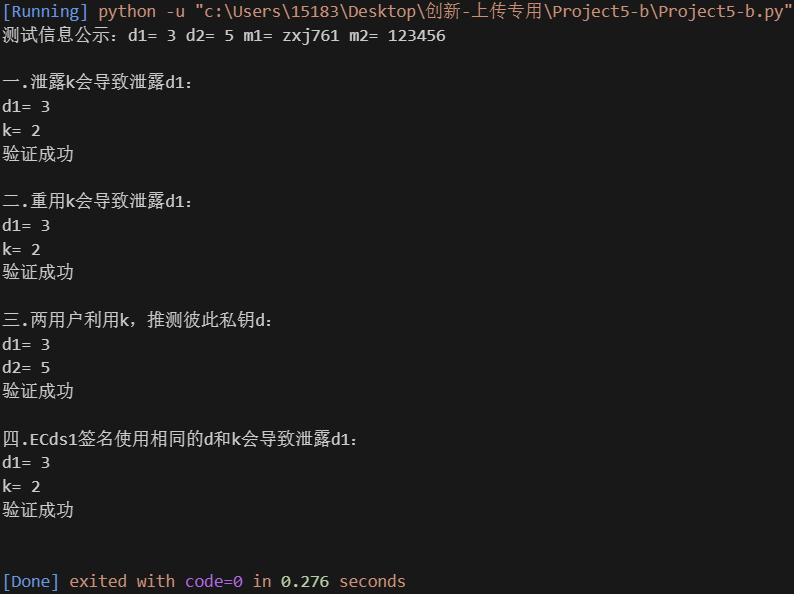 [Running] python -u "c:\Users\15183\Desktop\创新-上传专用\Project5-b\Project5-b.py"
测试信息公示：d1= 3 d2= 5 m1= zxj761 m2= 123456
一.泄露k会导致泄露d1：
d1= 3
k= 2
验证成功
二.重用k会导致泄露d1：
d1= 3
k= 2
验证成功
三.两用户利用k，推测彼此私钥d：
d1= 3
d2= 5
验证成功
四.ECds1签名使用相同的d和k会导致泄露d1：
d1= 3
k= 2
验证成功
[Done] exited with code=0 in 0.276 seconds